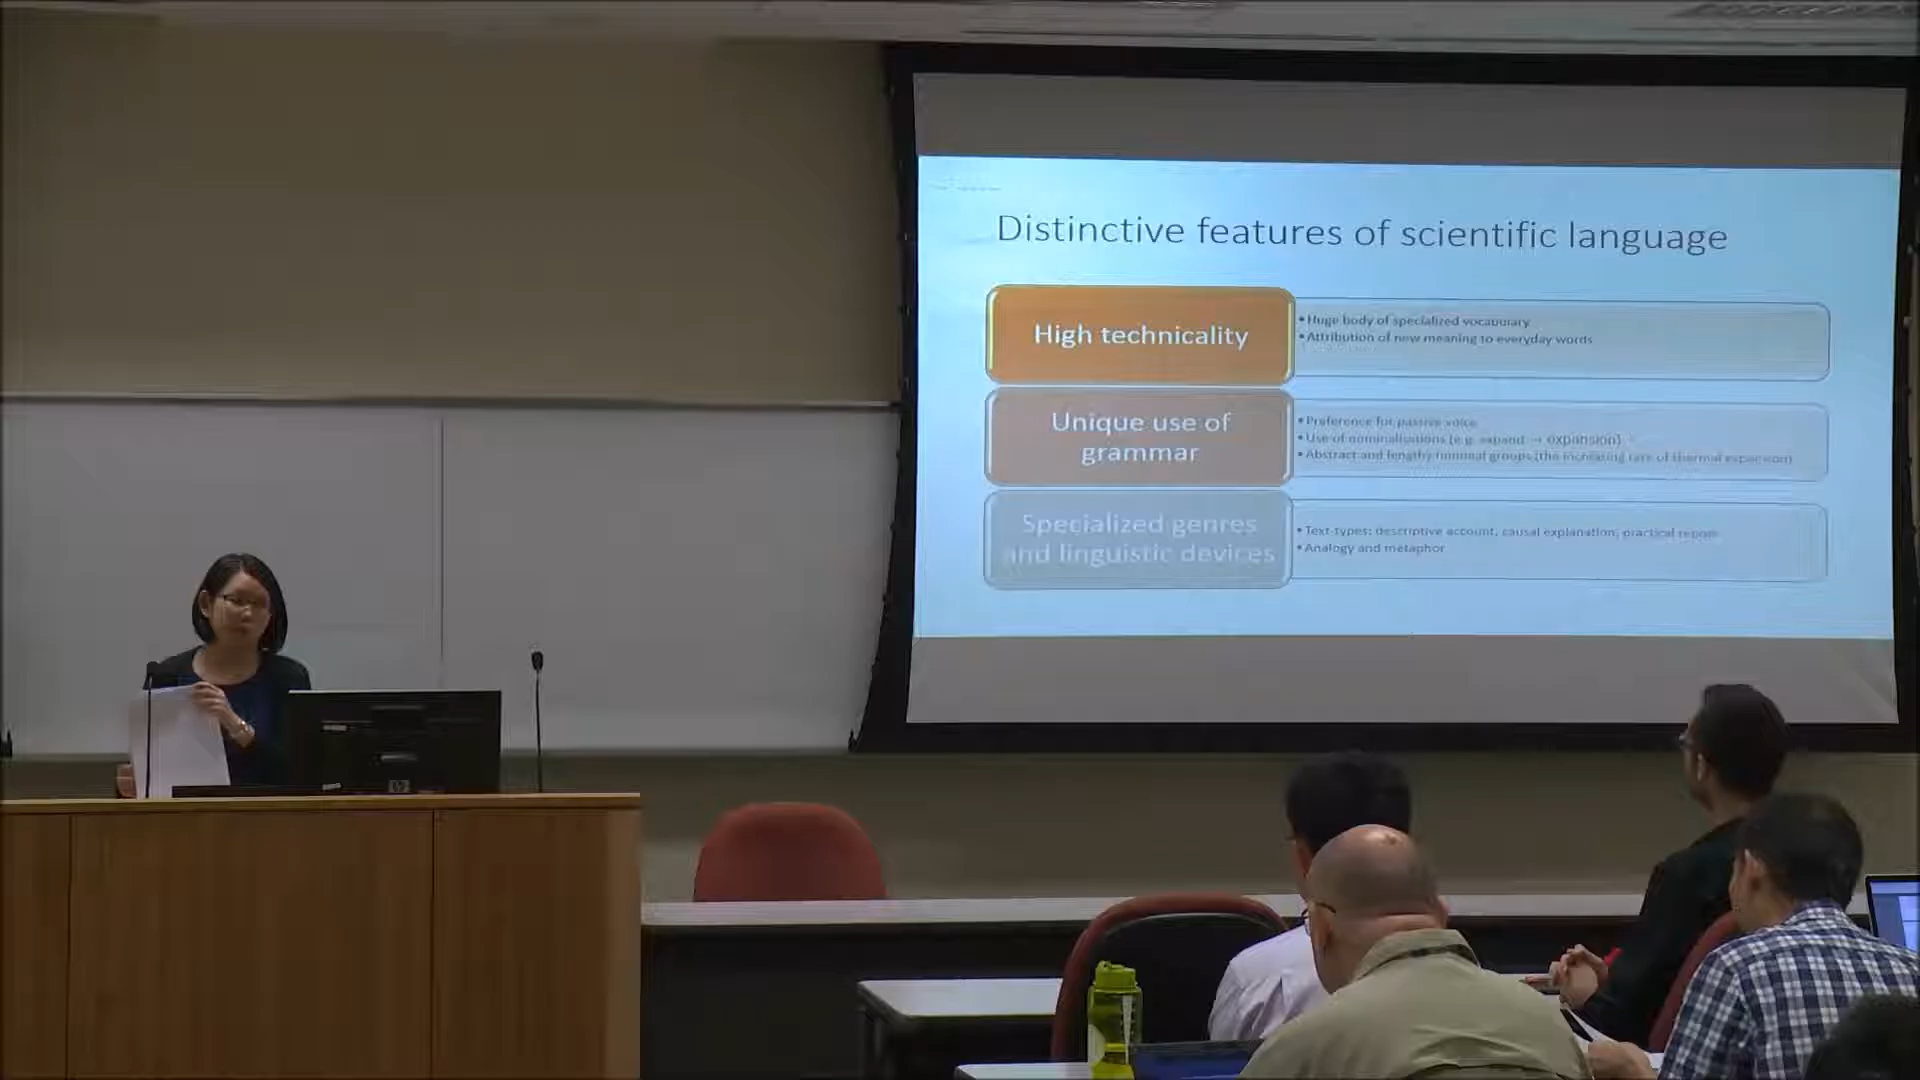 Distinctive features of scientific language
High technicality
• Huge body of specialized vocabulary
• Attribution of new meaning to everyday words
Unique use of
grammar
• Preference for passive voice
• Use of nominalisations (e.g. expand → expansion)
• Abstract and lengthy nominal groups (the increasing rate of thermal expansion)
Specialized genres
and linguistic devices
• Text-types: descriptive account, causal explanation, practical report
• Analogy and metaphor
hp